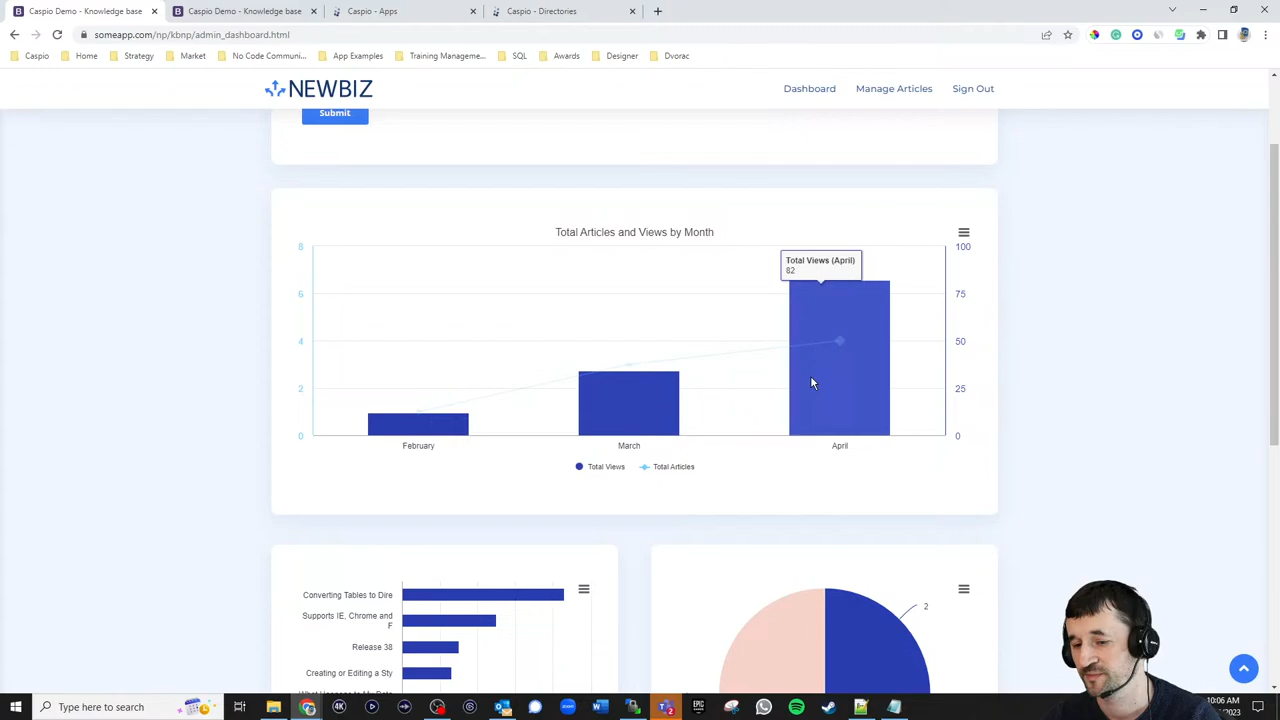 Caspio Demo - Knowledge base
Caspio Demo - Knowledge base
Caspio - Apps
Caspio - Directories
someapp.com/np/kbnp/admin_dashboard.html
Caspio
Home
Strategy
Market
No Code Communi...
App Examples
Training Manageme...
SQL
Awards
Designer
Dvorac
NEWBIZ
Dashboard
Manage Articles
Sign Out
Submit
Total Articles and Views by Month
8
6
4
2
0
100
75
50
25
0
Total Views (April)
82
February
March
April
Total Views
Total Articles
Converting Tables to Dire
Supports IE, Chrome and
F
Release 38
Creating or Editing a Sty
2
Type here to search
10:06 AM